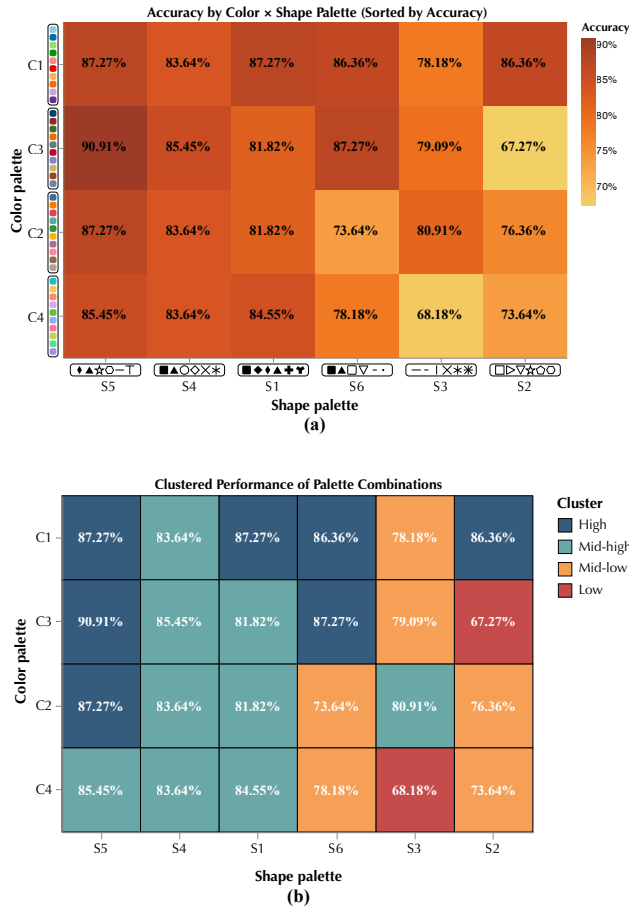 Accuracy by Color × Shape Palette (Sorted by Accuracy)
Accuracy
90%
85%
80%
75%
70%
Color palette
C1
87.27% 83.64% 87.27% 86.36% 78.18% 86.36%
C3
90.91% 85.45% 81.82% 87.27% 79.09% 67.27%
C2
87.27% 83.64% 81.82% 73.64% 80.91% 76.36%
C4
85.45% 83.64% 84.55% 78.18% 68.18% 73.64%
S5 S4 S1 S6 S3 S2
Shape palette
(a)
Clustered Performance of Palette Combinations
Cluster
High
Mid-high
Mid-low
Low
Color palette
C1
87.27% 83.64% 87.27% 86.36% 78.18% 86.36%
C3
90.91% 85.45% 81.82% 87.27% 79.09% 67.27%
C2
87.27% 83.64% 81.82% 73.64% 80.91% 76.36%
C4
85.45% 83.64% 84.55% 78.18% 68.18% 73.64%
S5 S4 S1 S6 S3 S2
Shape palette
(b)